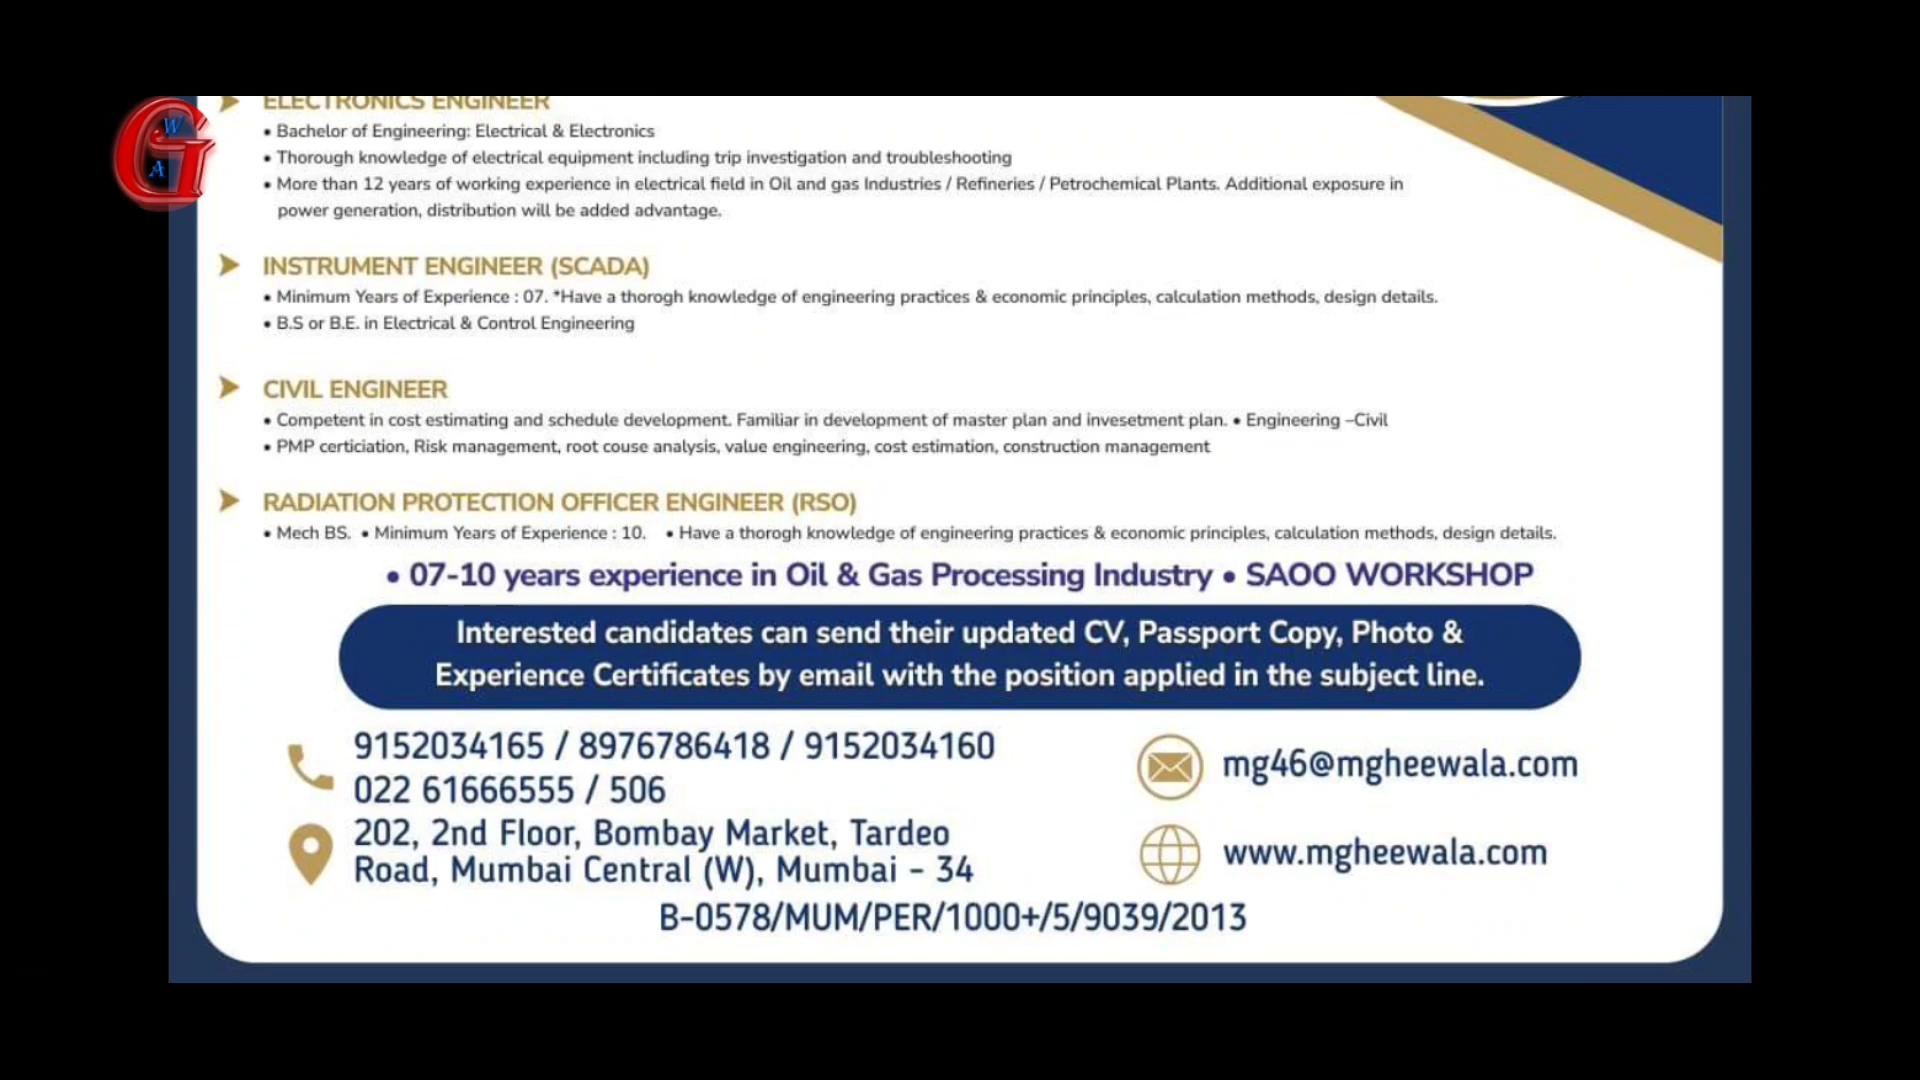 ELECTRONICS ENGINEER
• Bachelor of Engineering: Electrical & Electronics
• Thorough knowledge of electrical equipment including trip investigation and troubleshooting
• More than 12 years of working experience in electrical field in Oil and gas Industries / Refineries / Petrochemical Plants. Additional exposure in
power generation, distribution will be added advantage.
INSTRUMENT ENGINEER (SCADA)
• Minimum Years of Experience : 07. *Have a thorogh knowledge of engineering practices & economic principles, calculation methods, design details.
• B.S or B.E. in Electrical & Control Engineering
CIVIL ENGINEER
• Competent in cost estimating and schedule development. Familiar in development of master plan and invesetment plan. • Engineering –Civil
• PMP certiciation, Risk management, root couse analysis, value engineering, cost estimation, construction management
RADIATION PROTECTION OFFICER ENGINEER (RSO)
• Mech BS. • Minimum Years of Experience : 10. • Have a thorogh knowledge of engineering practices & economic principles, calculation methods, design details.
• 07-10 years experience in Oil & Gas Processing Industry • SAOO WORKSHOP
Interested candidates can send their updated CV, Passport Copy, Photo &
Experience Certificates by email with the position applied in the subject line.
9152034165 / 8976786418 / 9152034160
022 61666555 / 506
202, 2nd Floor, Bombay Market, Tardeo
Road, Mumbai Central (W), Mumbai - 34
mg46@mgheewala.com
www.mgheewala.com
B-0578/MUM/PER/1000+/5/9039/2013
G W A